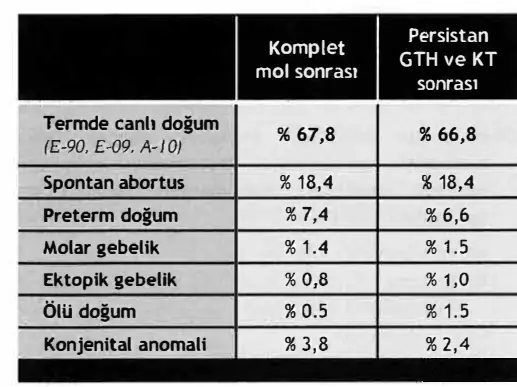 Komplet mol sonrası
Persistan GTH ve KT sonrası
Termde canlı doğum % 67,8 % 66,8
(E-90, E-09, A-10)
Spontan abortus % 18,4 % 18,4
Preterm doğum % 7,4 % 6,6
Molar gebelik % 1.4 % 1.5
Ektopik gebelik % 0,8 % 1,0
Ölü doğum % 0.5 % 1.5
Konjenital anomali % 3,8 % 2,4